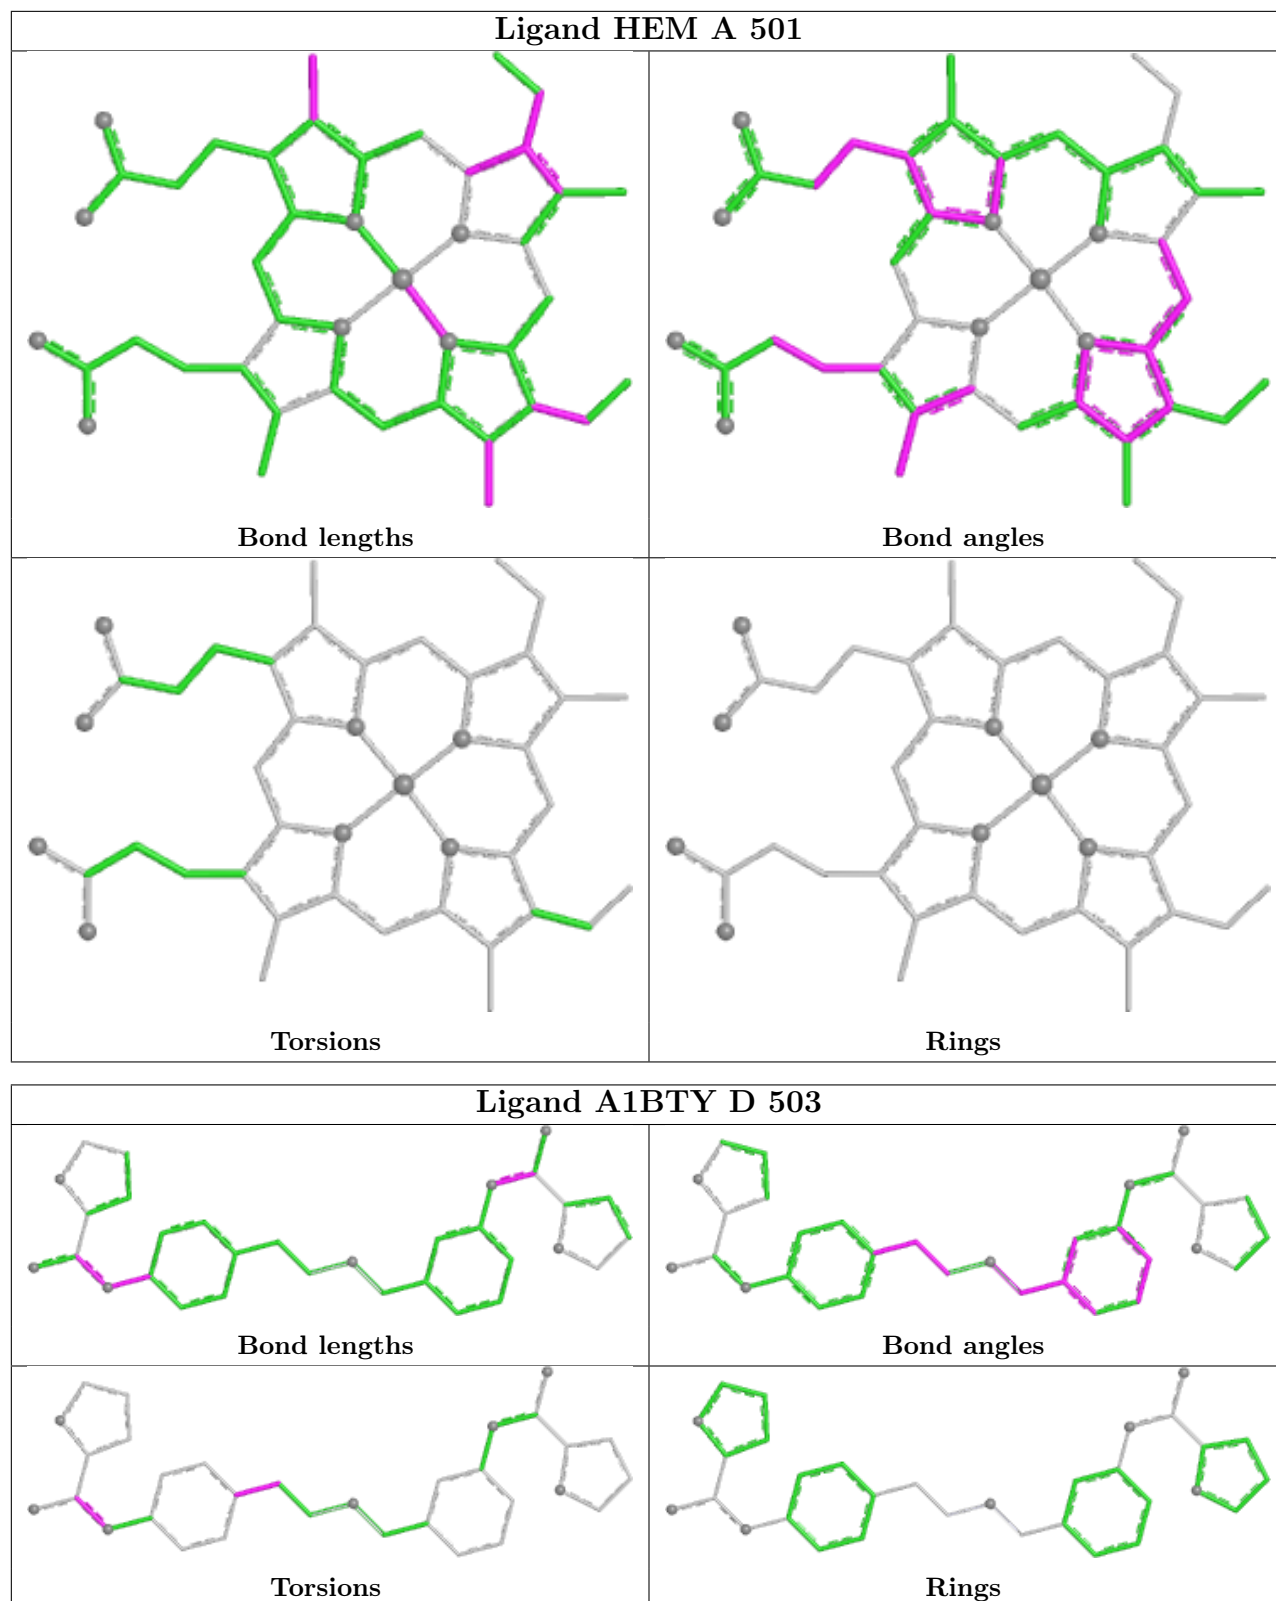 Ligand HEM A 501
Bond lengths
Bond angles
Torsions
Rings
Ligand A1BTY D 503
Bond lengths
Bond angles
Torsions
Rings